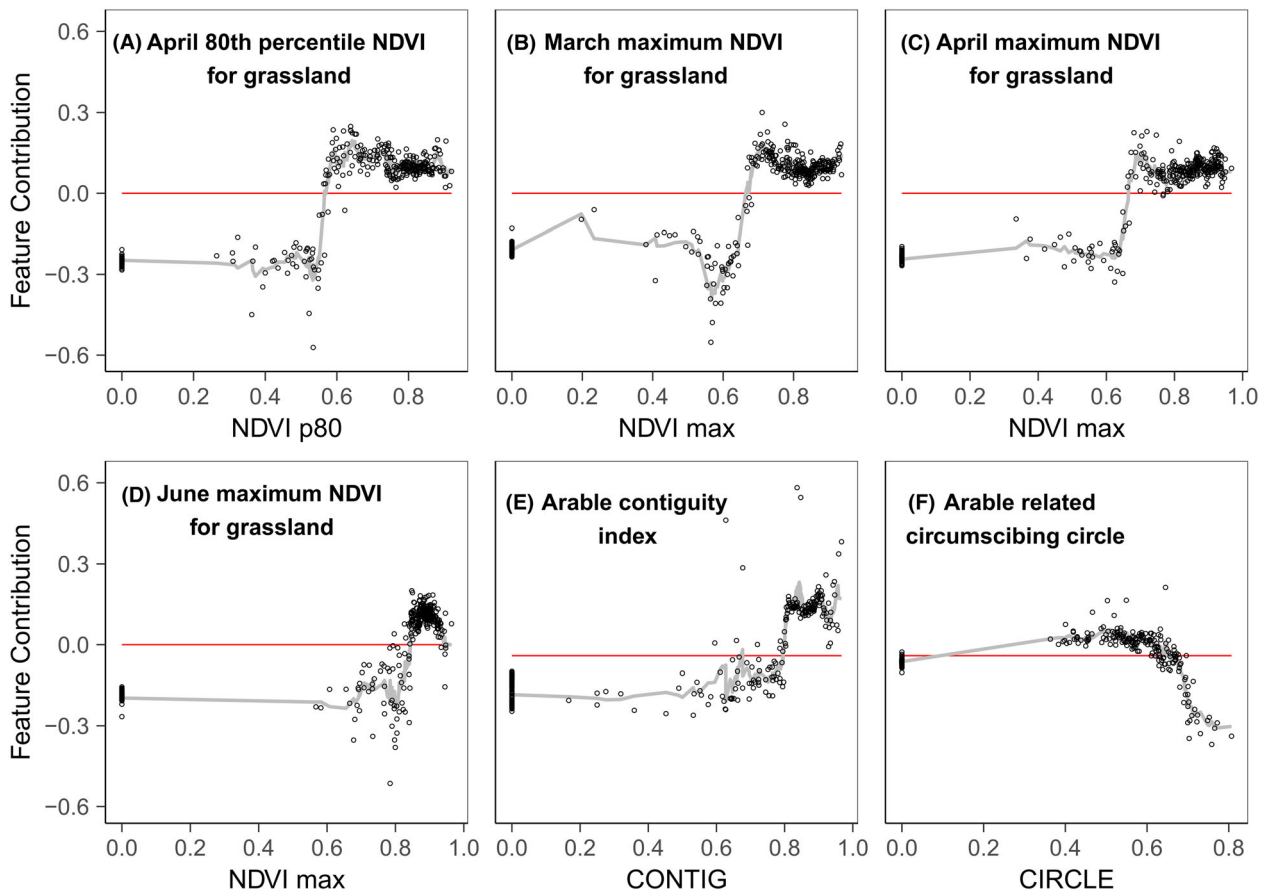 (A) April 80th percentile NDVI
for grassland
(B) March maximum NDVI
for grassland
(C) April maximum NDVI
for grassland
Feature Contribution
0.6
0.3
0.0
−0.3
−0.6
0.0 0.2 0.4 0.6 0.8
NDVI p80
0.0 0.2 0.4 0.6 0.8
NDVI max
0.0 0.2 0.4 0.6 0.8 1.0
NDVI max
(D) June maximum NDVI
for grassland
(E) Arable contiguity
index
(F) Arable related
circumscibing circle
Feature Contribution
0.6
0.3
0.0
−0.3
−0.6
0.0 0.2 0.4 0.6 0.8 1.0
NDVI max
0.0 0.2 0.4 0.6 0.8 1.0
CONTIG
0.0 0.2 0.4 0.6 0.8
CIRCLE